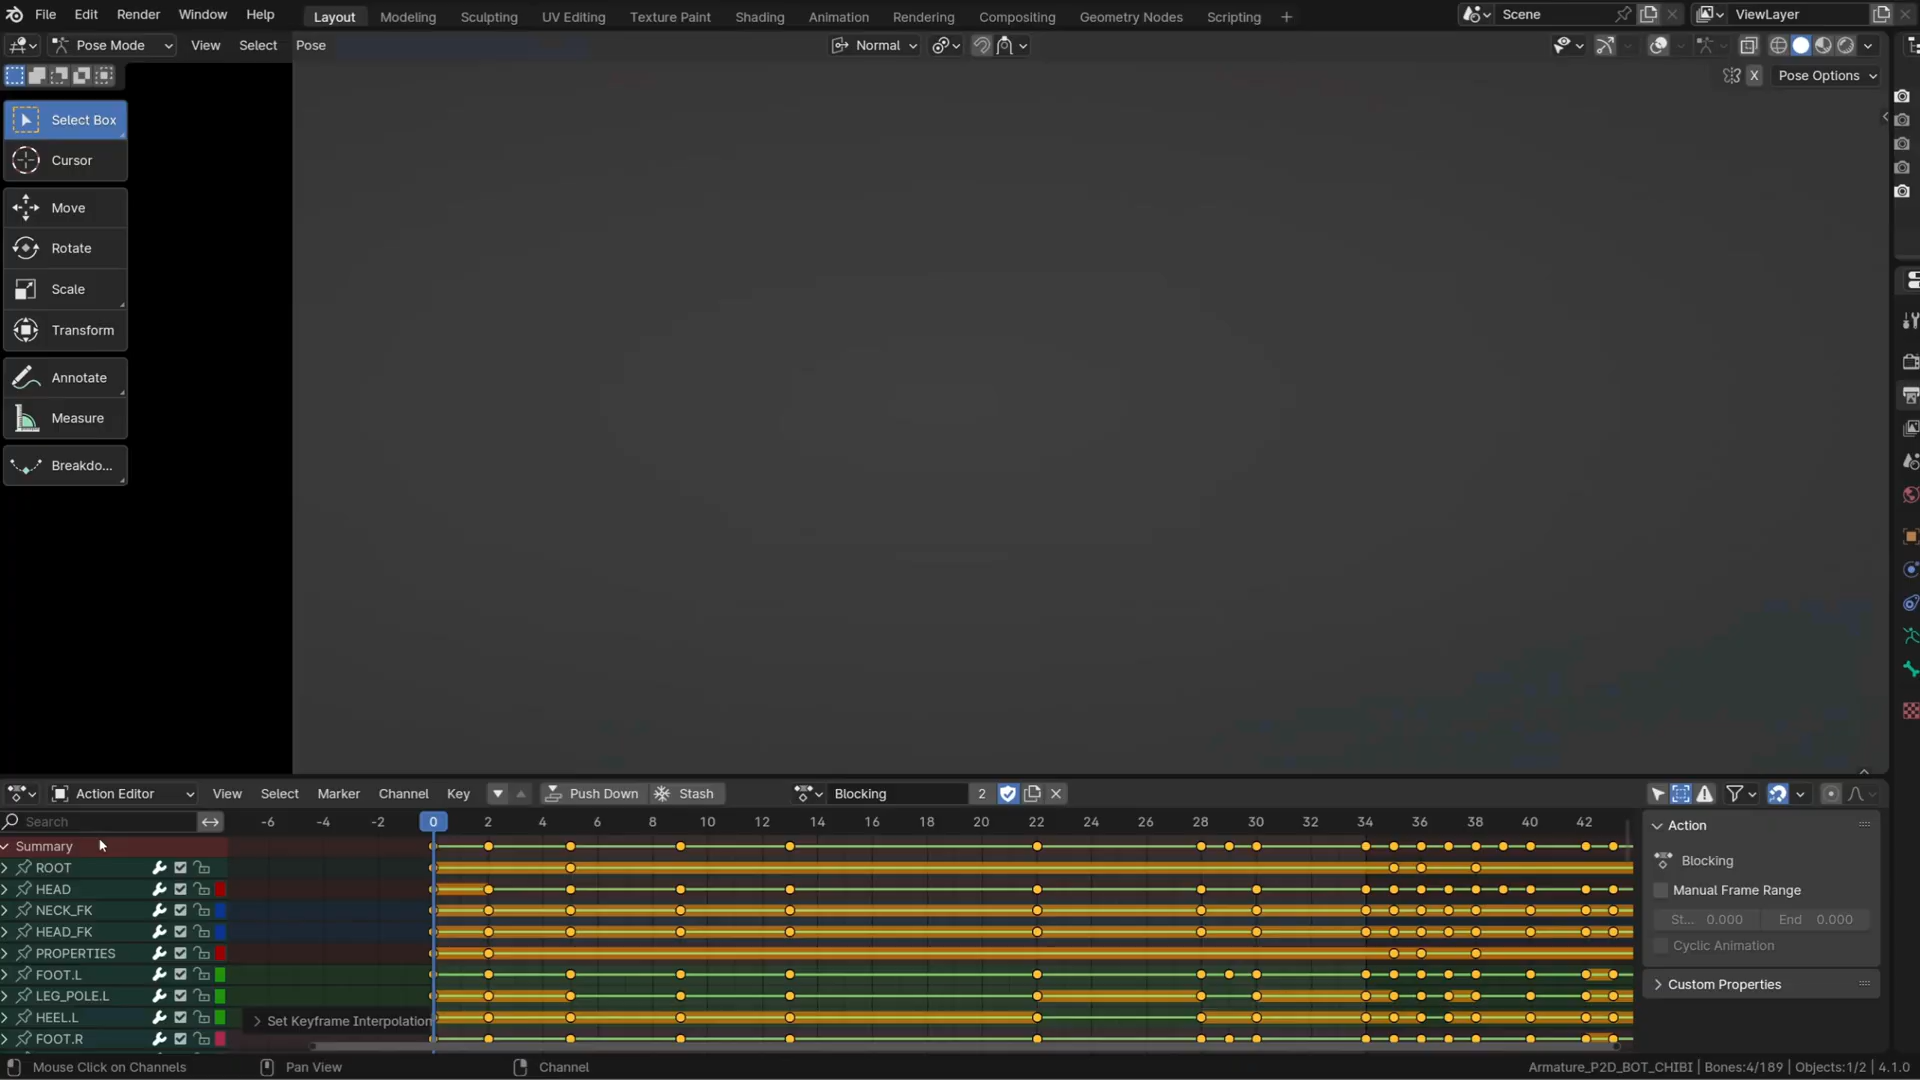 File Edit Render Window Help Layout Modeling Sculpting UV Editing Texture Paint Shading Animation Rendering Compositing Geometry Nodes Scripting + Scene ViewLayer
Pose Mode View Select Pose Normal
X Pose Options
Select Box
Cursor
Move
Rotate
Scale
Transform
Annotate
Measure
Breakdo...
Action Editor View Select Marker Channel Key Push Down Stash Blocking 2
Search -6 -4 -2 0 2 4 6 8 10 12 14 16 18 20 22 24 26 28 30 32 34 36 38 40 42 Action
Summary
ROOT Blocking
HEAD Manual Frame Range
NECK_FK St... 0.000 End 0.000
HEAD_FK Cyclic Animation
PROPERTIES
FOOT.L Custom Properties
LEG_POLE.L
HEEL.L Set Keyframe Interpolation
FOOT.R
Mouse Click on Channels Pan View Channel Armature_P2D_BOT_CHIBI | Bones:4/189 | Objects:1/2 | 4.1.0